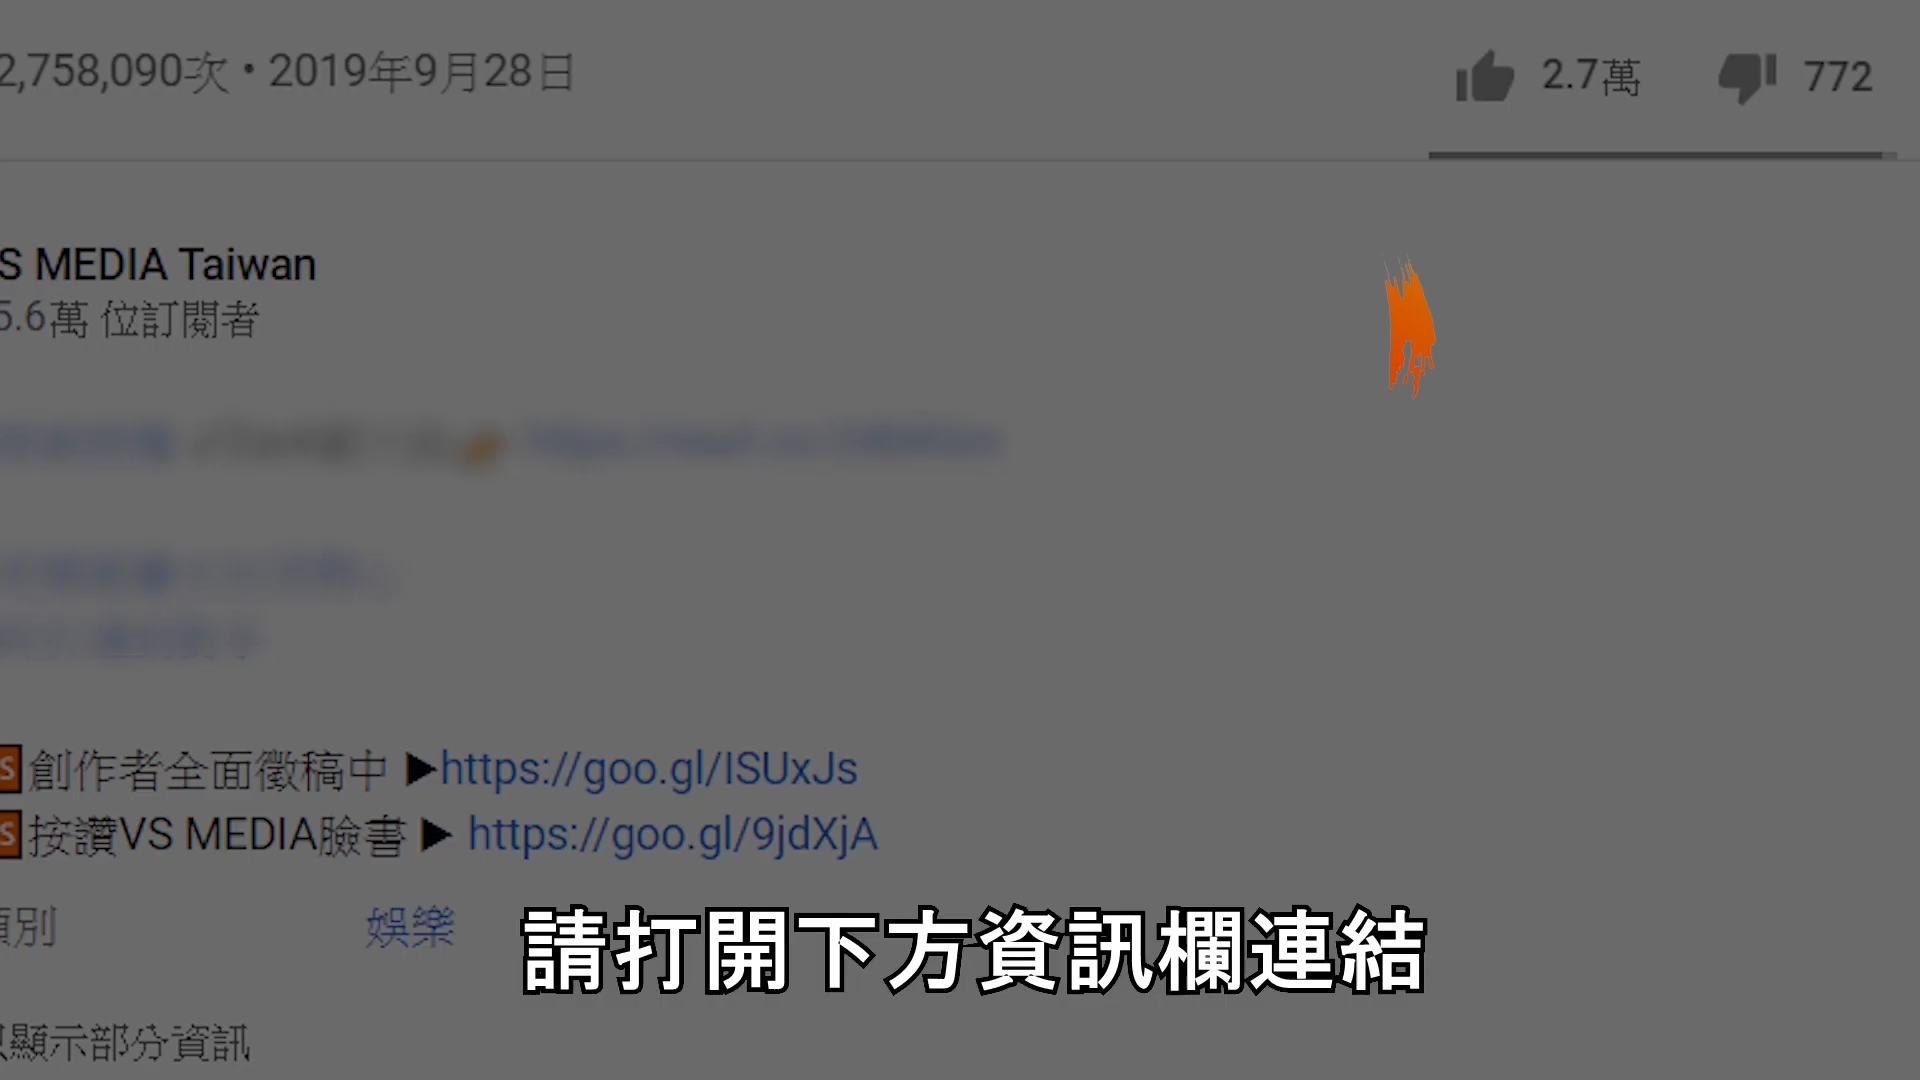 2,758,090次 • 2019年9月28日
2.7萬
772
S MEDIA Taiwan
5.6萬 位訂閱者
S創作者全面徵稿中 ▶https://goo.gl/ISUxJs
S按讚VS MEDIA臉書 ▶ https://goo.gl/9jdXjA
類別 娛樂
請打開下方資訊欄連結
只顯示部分資訊